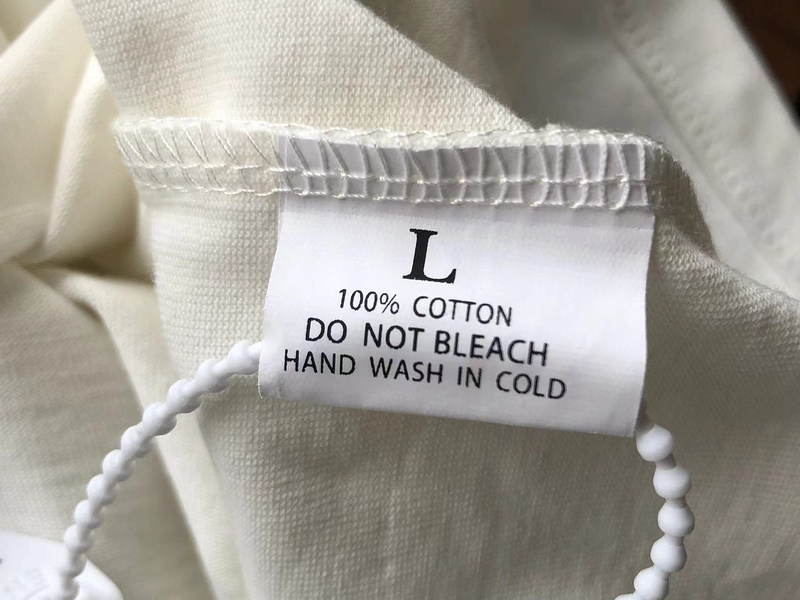 L
100% COTTON
DO NOT BLEACH
HAND WASH IN COLD